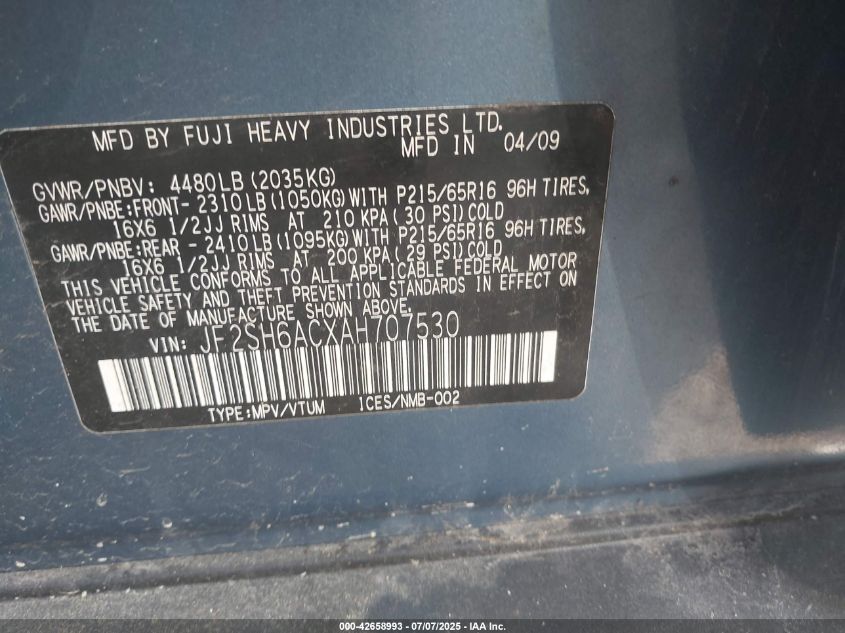 MFD BY FUJI HEAVY INDUSTRIES LTD.
MFD IN 04/09
GVWR/PNBV: 4480LB(2035KG)
GAWR/PNBE:FRONT- 2310LB(1050KG)WITH P215/65R16 96H TIRES,
16X6 1/2JJ RIMS AT 210 KPA( 30 PSI)COLD
GAWR/PNBE:REAR - 2410LB(1095KG)WITH P215/65R16 96H TIRES,
16X6 1/2JJ RIMS AT 200 KPA( 29 PSI)COLD
THIS VEHICLE CONFORMS TO ALL APPLICABLE FEDERAL MOTOR
VEHICLE SAFETY AND THEFT PREVENTION STANDARDS IN EFFECT ON
THE DATE OF MANUFACTURE SHOWN ABOVE.
VIN: JF2SH6ACXAH707530
TYPE:MPV/VTUM ICES/NMB-002
000-42658993 07/07/2025 - IAA Inc.